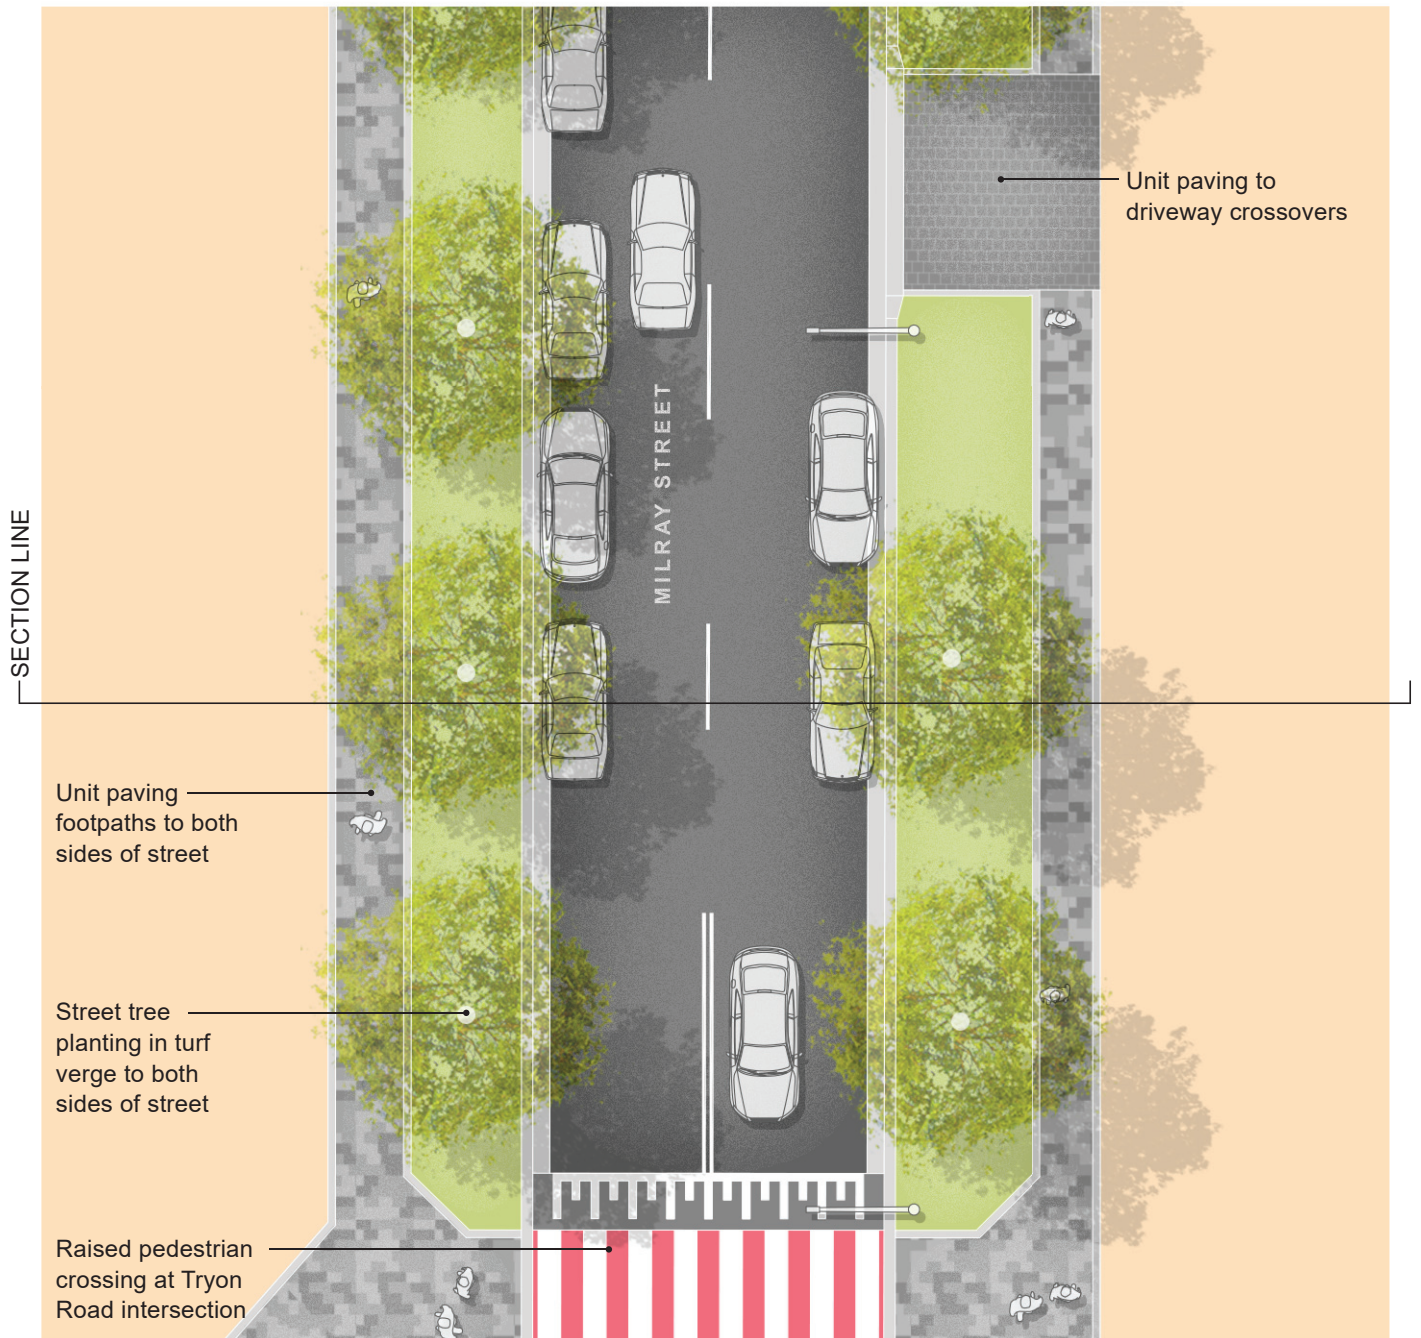 Unit paving to
driveway crossovers
MILRAY STREET
SECTION LINE
Unit paving
footpaths to both
sides of street
Street tree
planting in turf
verge to both
sides of street
Raised pedestrian
crossing at Tryon
Road intersection